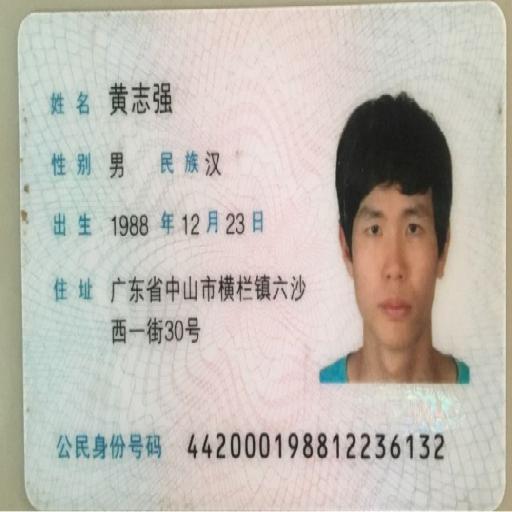 姓名 黄志强
性别 男 民族 汉
出生 1988 年 12 月 23 日
住址 广东省中山市横栏镇六沙
西一街30号
公民身份号码 442000198812236132